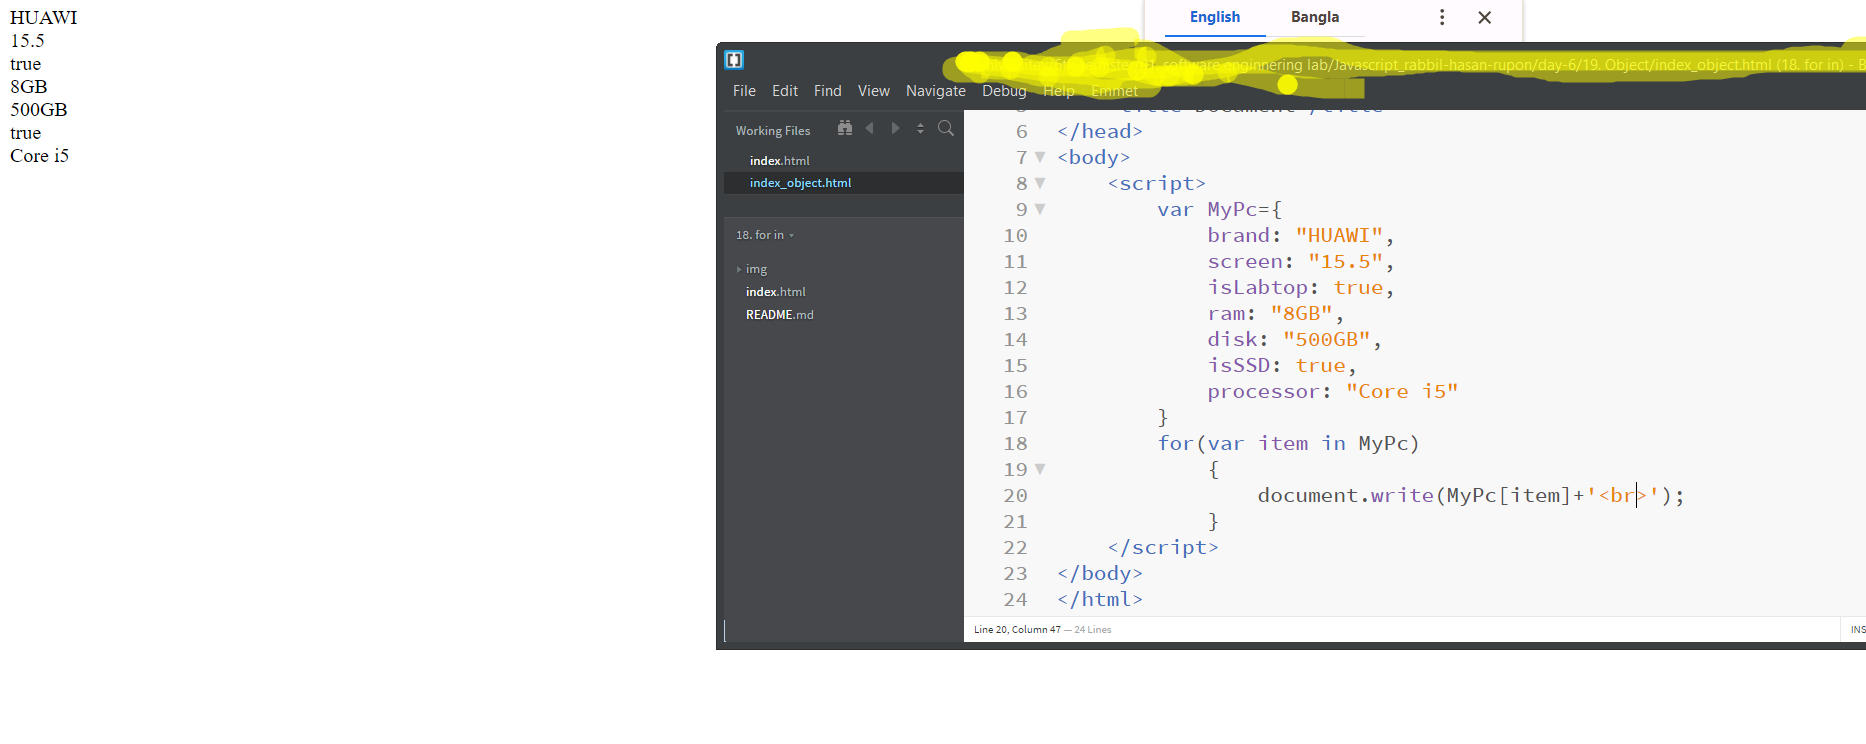 HUAWI
15.5
true
8GB
500GB
true
Core i5
English Bangla
software enginnering lab/Javascript_rabbil-hasan-rupon/day-6/19. Object/index_object.html (18. for in) - B
File Edit Find View Navigate Debug Help Emmet
Working Files
index.html
index_object.html
18. for in
img
index.html
README.md
6 </head>
7 <body>
8 <script>
9 var MyPc={
10 brand: "HUAWI",
11 screen: "15.5",
12 isLabtop: true,
13 ram: "8GB",
14 disk: "500GB",
15 isSSD: true,
16 processor: "Core i5"
17 }
18 for(var item in MyPc)
19 {
20 document.write(MyPc[item]+'<br>');
21 }
22 </script>
23 </body>
24 </html>
Line 20, Column 47 — 24 Lines
INS